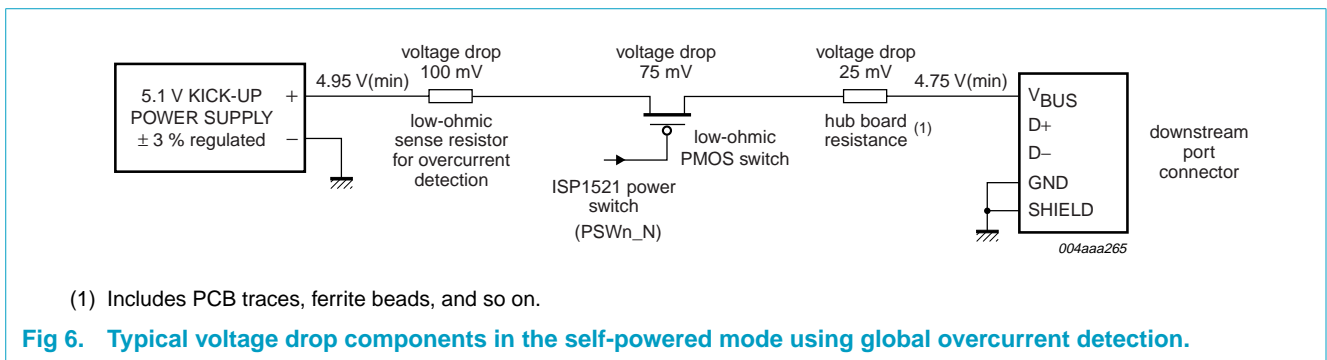 voltage drop
100 mV
voltage drop
75 mV
voltage drop
25 mV
4.95 V(min)
4.75 V(min)
5.1 V KICK-UP
POWER SUPPLY
± 3 % regulated
+
−
low-ohmic
sense resistor
for overcurrent
detection
low-ohmic
PMOS switch
hub board (1)
resistance
ISP1521 power
switch
(PSWn_N)
VBUS
D+
D−
GND
SHIELD
downstream
port
connector
004aaa265
(1) Includes PCB traces, ferrite beads, and so on.
Fig 6. Typical voltage drop components in the self-powered mode using global overcurrent detection.